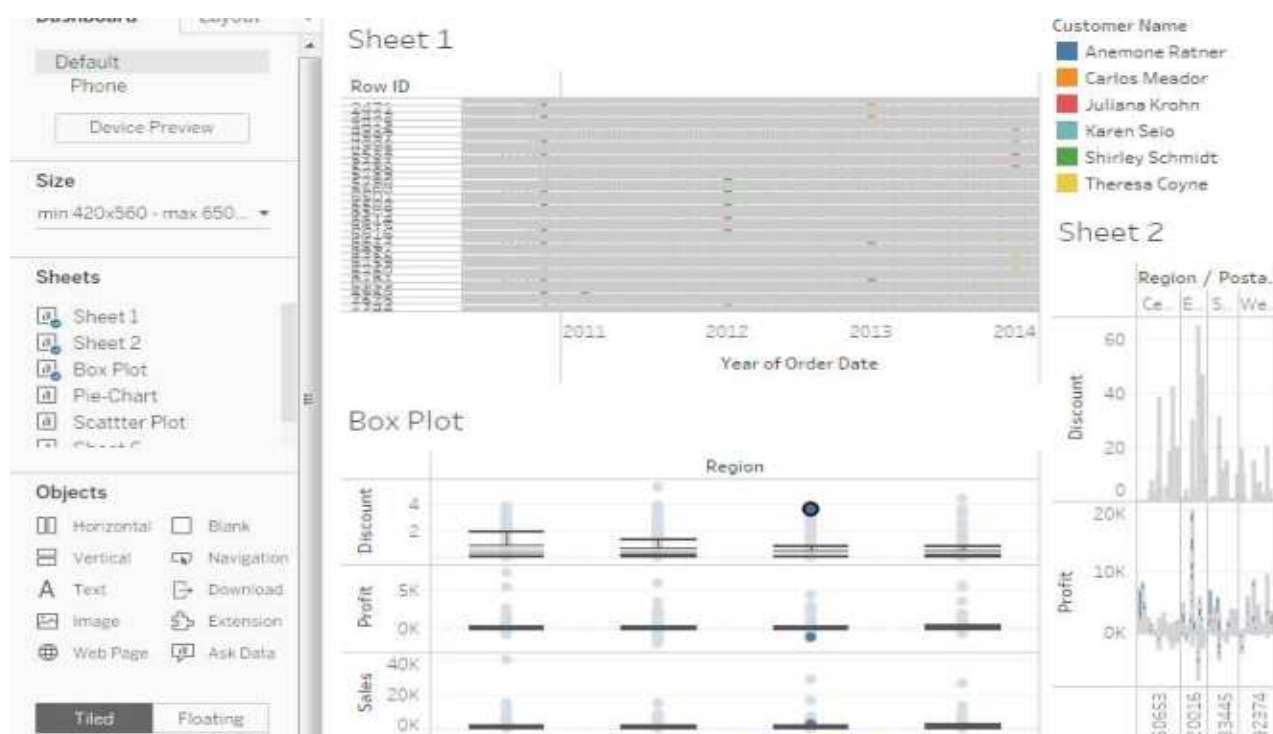 Dashboard Layout
Default
Phone
Device Preview
Size
min 420x560 - max 650...
Sheets
Sheet 1
Sheet 2
Box Plot
Pie-Chart
Scattter Plot
Objects
Horizontal Blank
Vertical Navigation
A Text Download
Image Extension
Web Page Ask Data
Tiled Floating
Sheet 1
Row ID
2011 2012 2013 2014
Year of Order Date
Box Plot
Region
Discount
4
2
Profit
5K
0K
Sales
40K
20K
0K
Customer Name
Anemone Ratner
Carlos Meador
Juliana Krohn
Karen Seio
Shirley Schmidt
Theresa Coyne
Sheet 2
Region / Posta..
Ce.. E.. S.. We..
Discount
60
40
20
0
Profit
20K
10K
0K